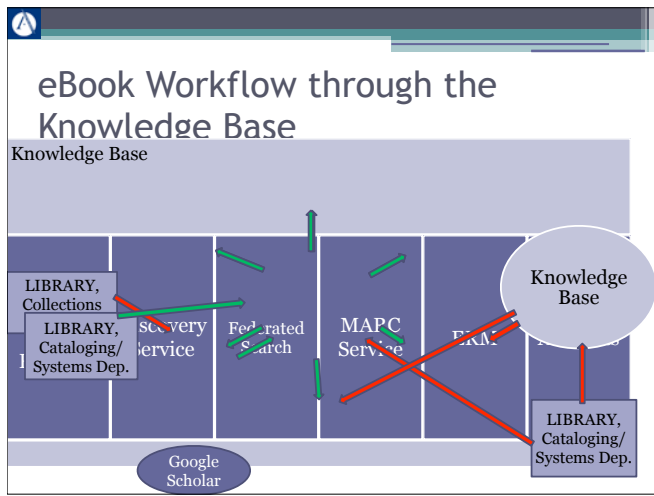 eBook Workflow through the
Knowledge Base
Knowledge Base
LIBRARY,
Collections
LIBRARY,
Cataloging/
Systems Dep.
Service
Federated
Search
MARC
Service
ERM
Knowledge
Base
LIBRARY,
Cataloging/
Systems Dep.
Google
Scholar